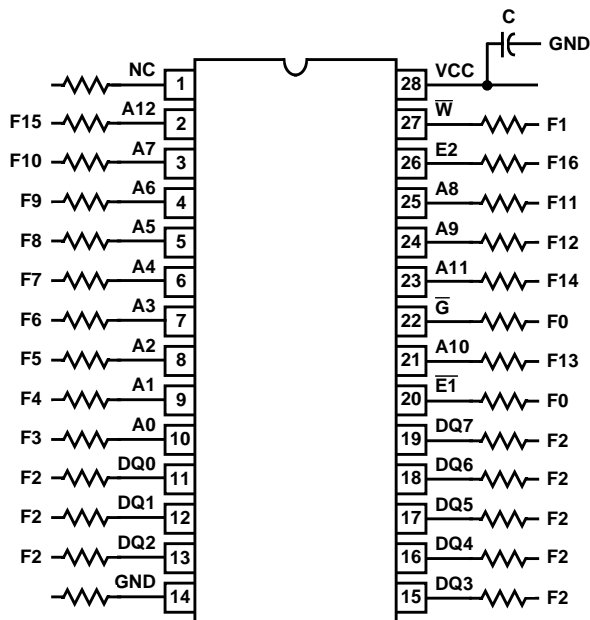 C
GND
NC 1 28 VCC
F15 A12 2 27 W̅ F1
F10 A7 3 26 E2 F16
F9 A6 4 25 A8 F11
F8 A5 5 24 A9 F12
F7 A4 6 23 A11 F14
F6 A3 7 22 G̅ F0
F5 A2 8 21 A10 F13
F4 A1 9 20 E̅1̅ F0
F3 A0 10 19 DQ7 F2
F2 DQ0 11 18 DQ6 F2
F2 DQ1 12 17 DQ5 F2
F2 DQ2 13 16 DQ4 F2
GND 14 15 DQ3 F2